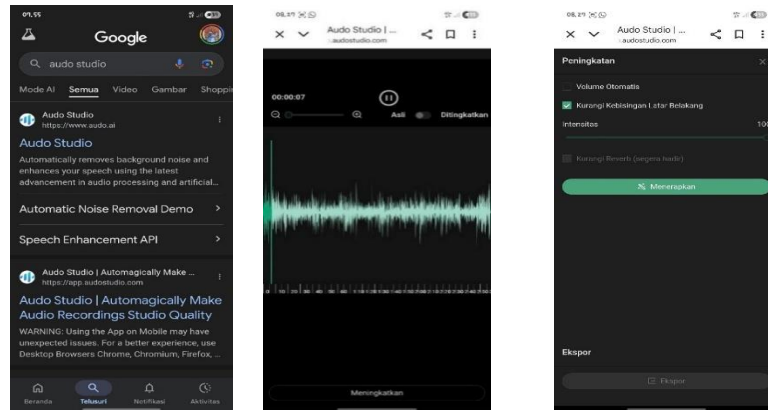 07.55
Google
audo studio
Mode AI Semua Video Gambar Shoppin
Audo Studio
https://www.audo.ai
Audo Studio
Automatically removes background noise and
enhances your speech using the latest
advancement in audio processing and artificial...
Automatic Noise Removal Demo
Speech Enhancement API
Audo Studio | Automagically Make ...
https://app.audostudio.com
Audo Studio | Automagically Make
Audio Recordings Studio Quality
WARNING: Using the App on Mobile may have
unexpected issues. For a better experience, use
Desktop Browsers Chrome, Chromium, Firefox, ...
Beranda Telusuri Notifikasi Aktivitas
Audo Studio | ...
audostudio.com
00:00:07
Asli Ditingkatkan
Meningkatkan
Audo Studio | ...
audostudio.com
Peningkatan
Volume Otomatis
Kurangi Kebisingan Latar Belakang
Intensitas 100
Kurangi Reverb (segera hadir)
Menerapkan
Ekspor
Ekspor